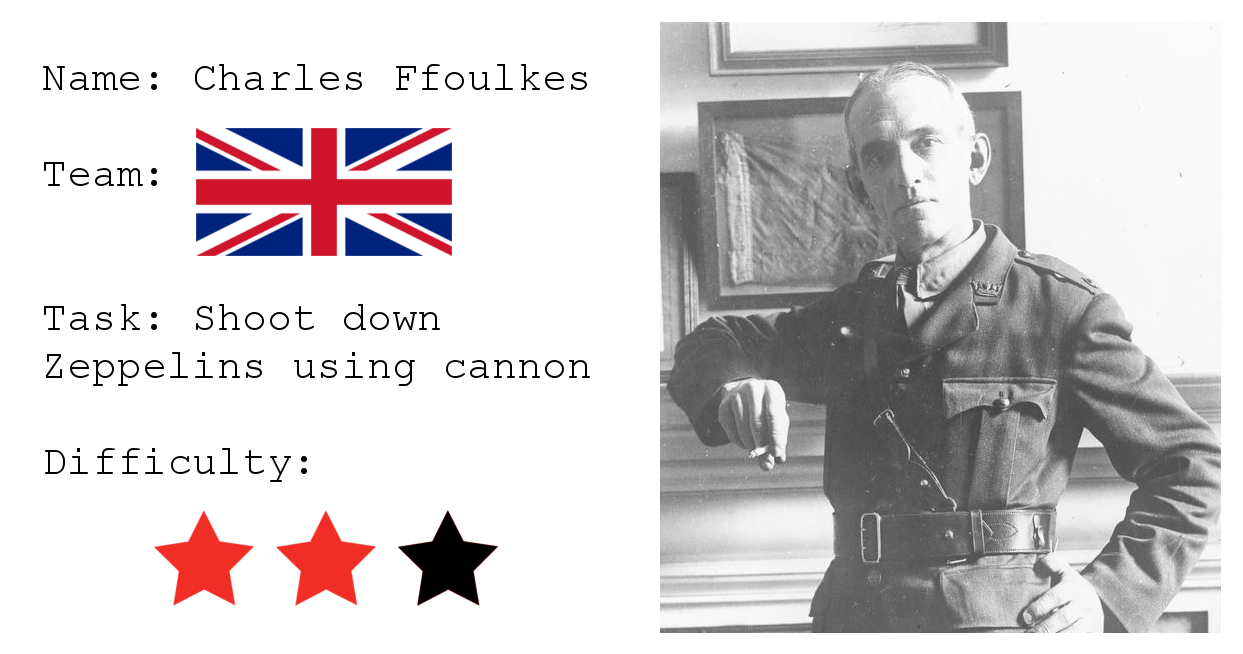 Name: Charles Ffoulkes
Team:
Task: Shoot down
Zeppelins using cannon
Difficulty: